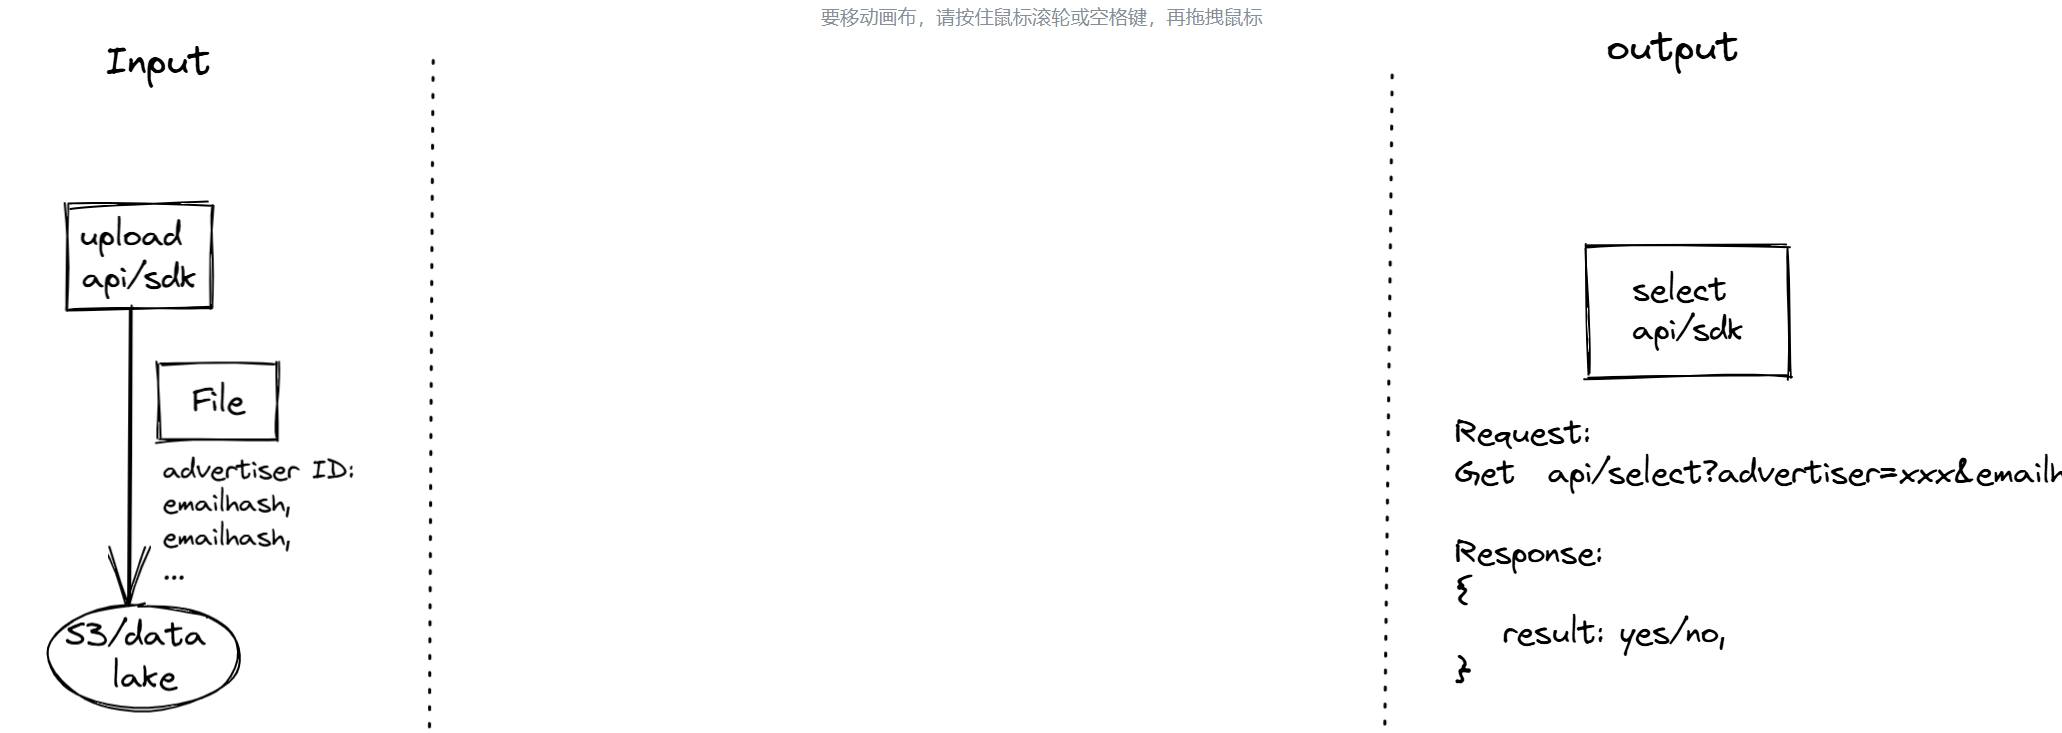 要移动画布，请按住鼠标滚轮或空格键，再拖拽鼠标
Input
upload
api/sdk
File
advertiser ID:
emailhash,
emailhash,
...
S3/data
lake
output
select
api/sdk
Request:
Get api/select?advertiser=xxx&emailh
Response:
{
result: yes/no,
}